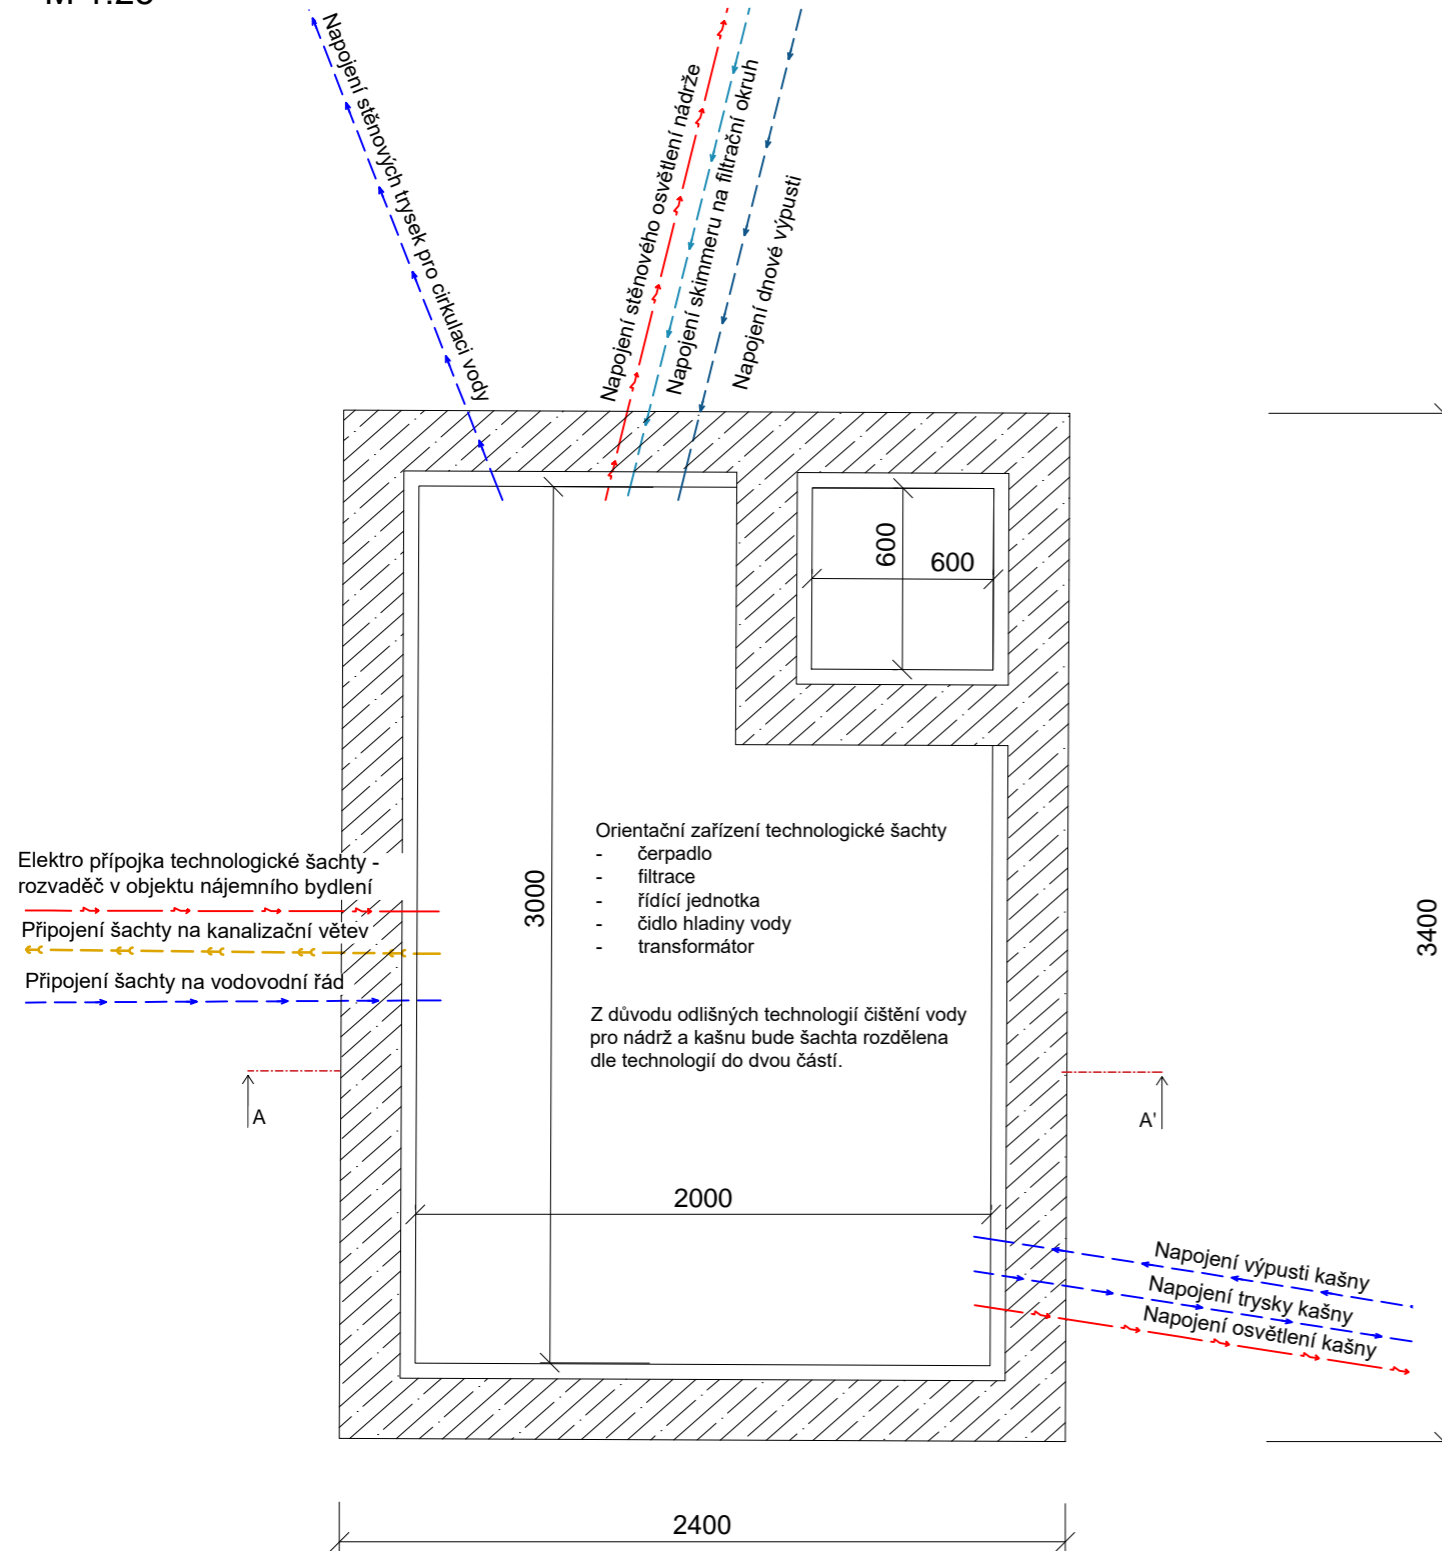 Napojení stěnových trysek pro cirkulaci vody
Napojení stěnového osvětlení nádrže
Napojení skimmeru na filtrační okruh
Napojení dnové výpusti
600
600
Orientační zařízení technologické šachty
- čerpadlo
- filtrace
- řídící jednotka
- čidlo hladiny vody
- transformátor
Elektro přípojka technologické šachty -
rozvaděč v objektu nájemního bydlení
Připojení šachty na kanalizační větev
Připojení šachty na vodovodní řád
3000
3400
Z důvodu odlišných technologií čištění vody
pro nádrž a kašnu bude šachta rozdělena
dle technologií do dvou částí.
A
A'
2000
Napojení výpusti kašny
Napojení trysky kašny
Napojení osvětlení kašny
2400